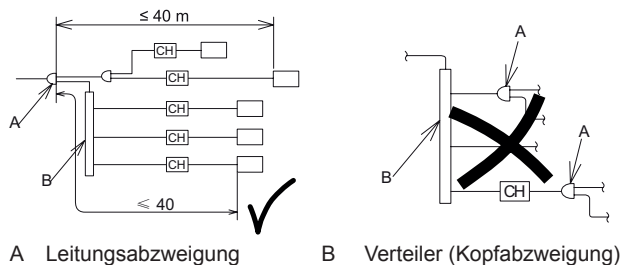 ≤ 40 m
CH
CH
A
CH
CH
B
CH
≤ 40
A
A
B
CH
A Leitungsabzweigung B Verteiler (Kopfabzweigung)